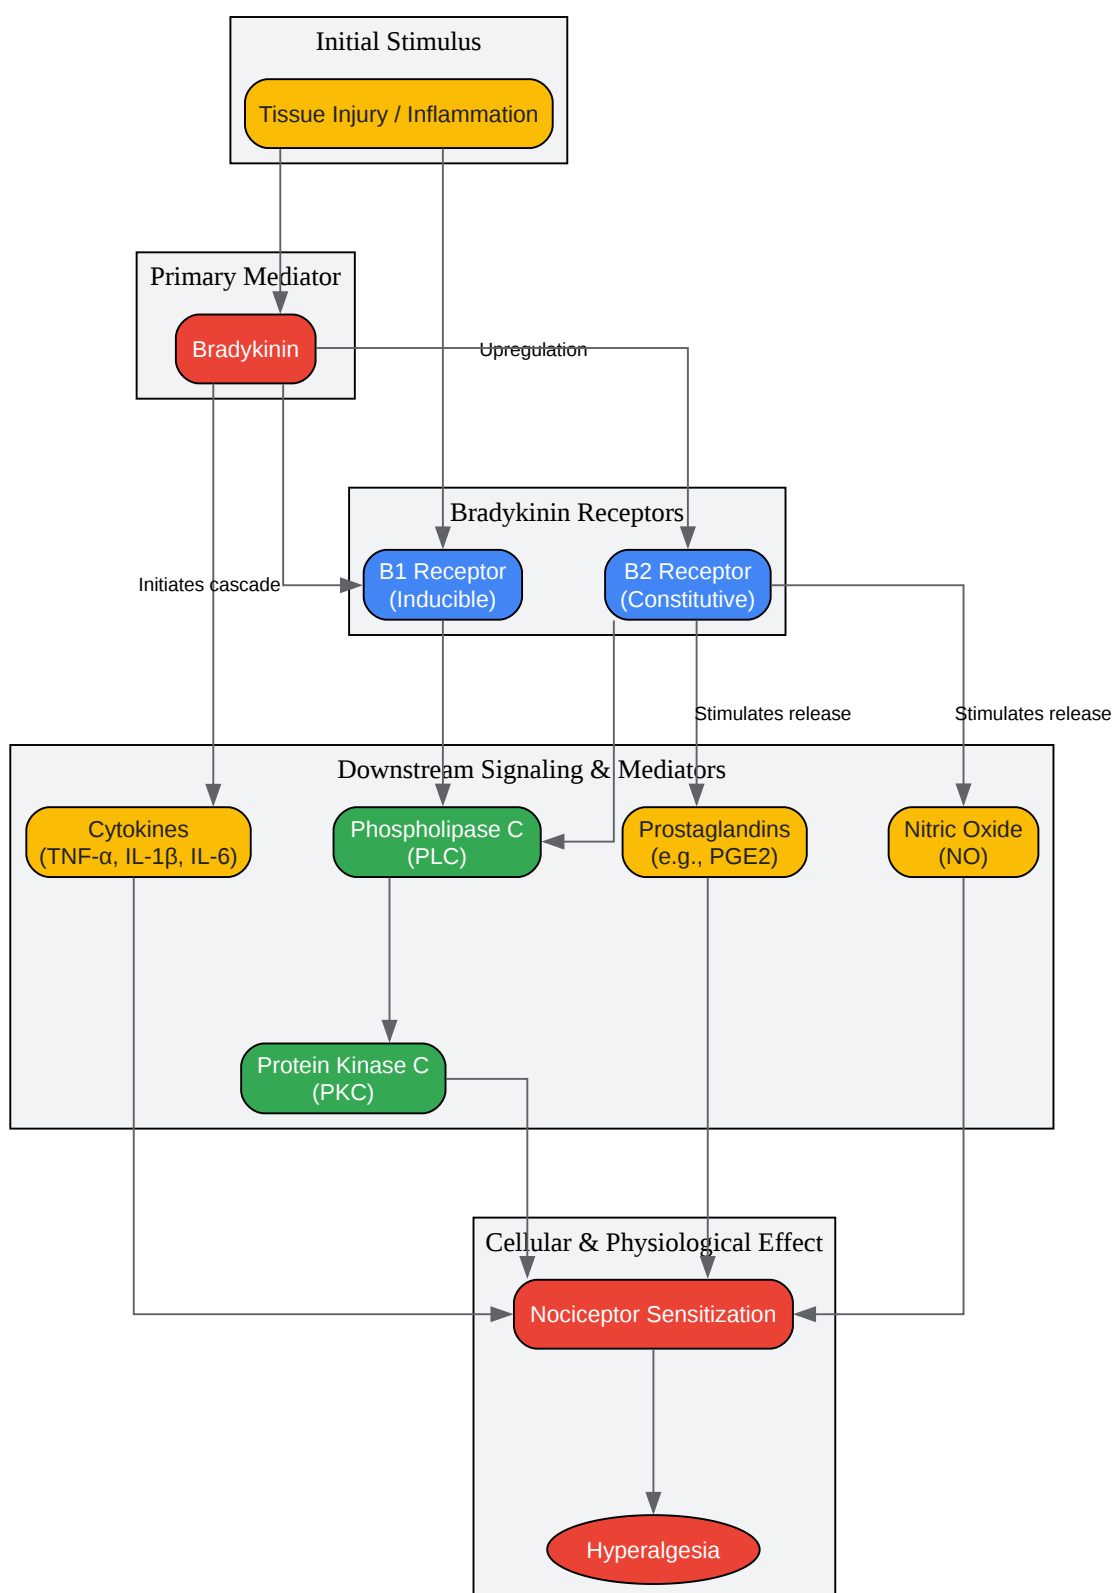 Initial Stimulus
Tissue Injury / Inflammation
Primary Mediator
Bradykinin
Upregulation
Bradykinin Receptors
B1 Receptor
(Inducible)
B2 Receptor
(Constitutive)
Initiates cascade
Stimulates release
Stimulates release
Downstream Signaling & Mediators
Cytokines
(TNF-α, IL-1β, IL-6)
Phospholipase C
(PLC)
Prostaglandins
(e.g., PGE2)
Nitric Oxide
(NO)
Protein Kinase C
(PKC)
Cellular & Physiological Effect
Nociceptor Sensitization
Hyperalgesia